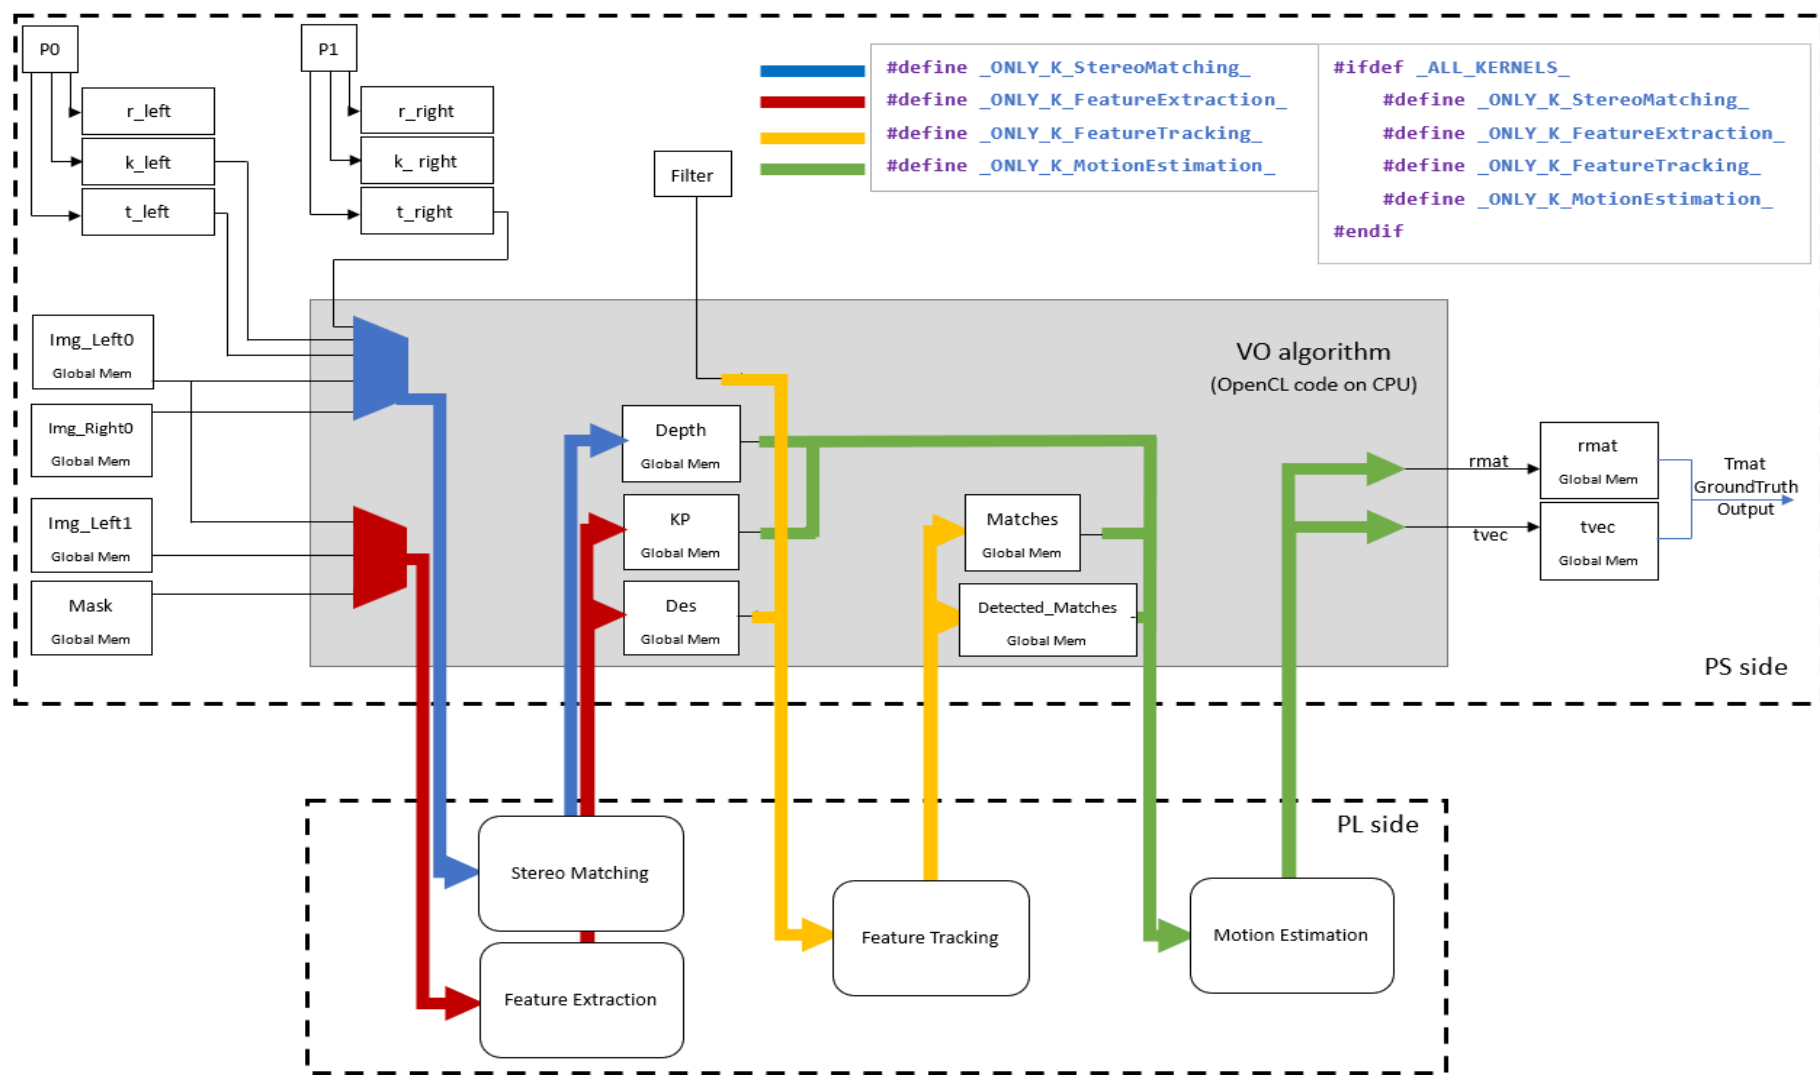 P0
P1
r_left
k_left
t_left
r_right
k_ right
t_right
Filter
#define _ONLY_K_StereoMatching_
#define _ONLY_K_FeatureExtraction_
#define _ONLY_K_FeatureTracking_
#define _ONLY_K_MotionEstimation_
#ifdef _ALL_KERNELS_
#define _ONLY_K_StereoMatching_
#define _ONLY_K_FeatureExtraction_
#define _ONLY_K_FeatureTracking_
#define _ONLY_K_MotionEstimation_
#endif
Img_Left0
Global Mem
Img_Right0
Global Mem
Img_Left1
Global Mem
Mask
Global Mem
VO algorithm
(OpenCL code on CPU)
Depth
Global Mem
KP
Global Mem
Des
Global Mem
Matches
Global Mem
Detected_Matches
Global Mem
rmat
tvec
rmat
Global Mem
tvec
Global Mem
Tmat
GroundTruth
Output
PS side
PL side
Stereo Matching
Feature Extraction
Feature Tracking
Motion Estimation